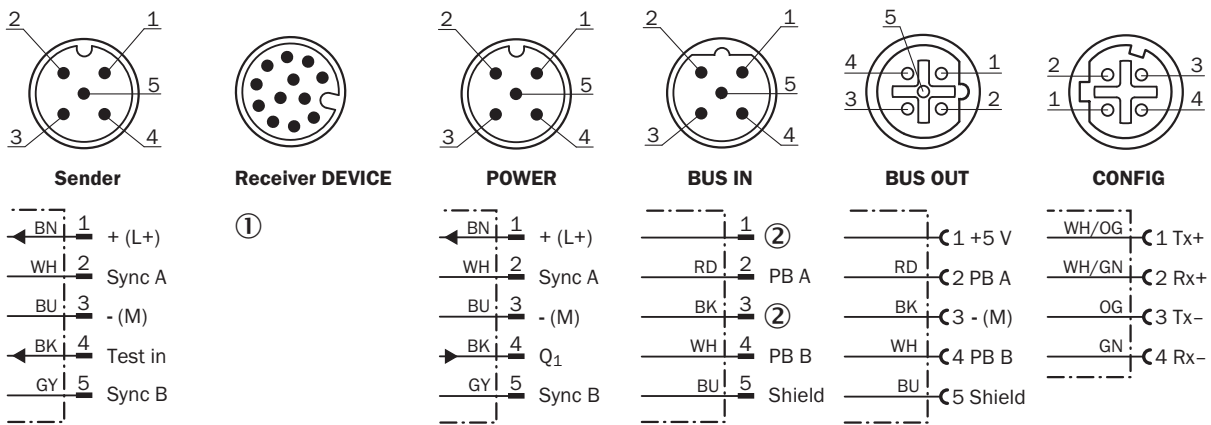 2 1 5 3 4
2 1 5 3 4
2 1 5 3 4
5 4 1 3 2
2 3 1 4
Sender
Receiver DEVICE
POWER
BUS IN
BUS OUT
CONFIG
BN 1 + (L+)
WH 2 Sync A
BU 3 - (M)
BK 4 Test in
GY 5 Sync B
①
BN 1 + (L+)
WH 2 Sync A
BU 3 - (M)
BK 4 Q₁
GY 5 Sync B
1 ②
RD 2 PB A
BK 3 ②
WH 4 PB B
BU 5 Shield
1 +5 V
RD 2 PB A
BK 3 - (M)
WH 4 PB B
BU 5 Shield
WH/OG 1 Tx+
WH/GN 2 Rx+
OG 3 Tx–
GN 4 Rx–